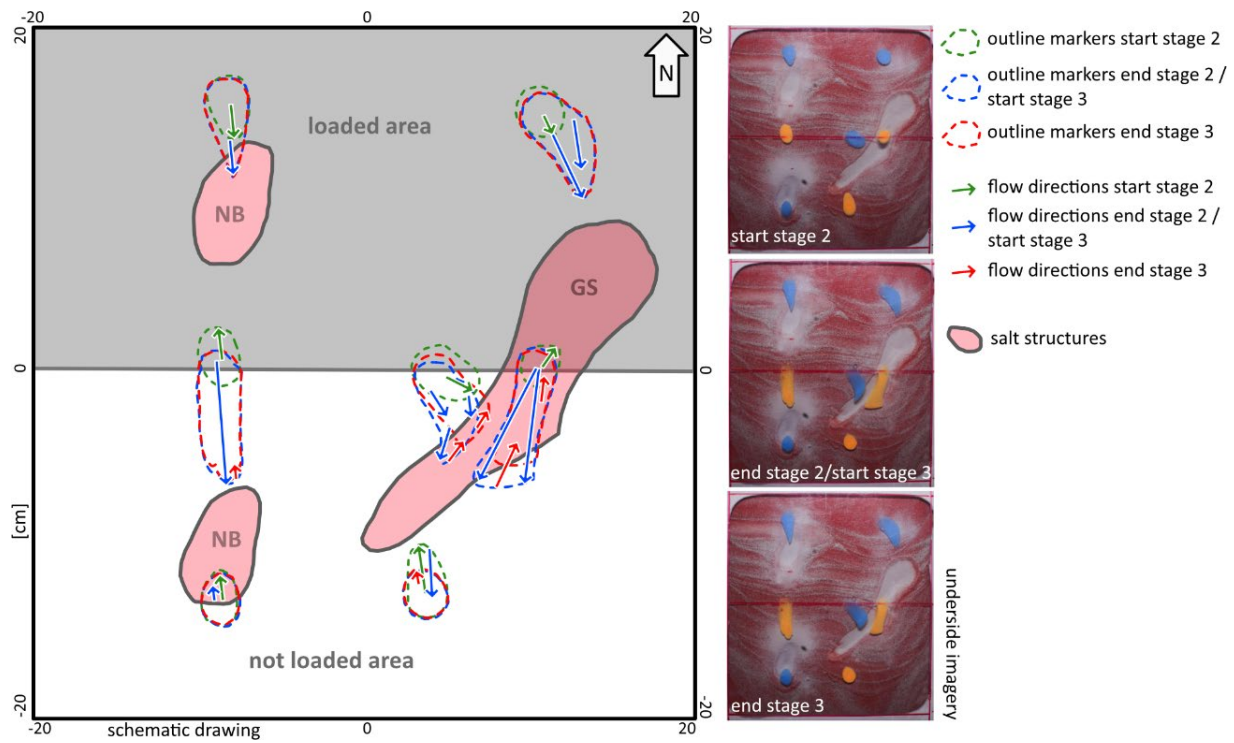 -20
0
20
20
N
loaded area
NB
GS
0
0
NB
[cm]
not loaded area
-20
-20
schematic drawing
0
20
start stage 2
end stage 2/start stage 3
end stage 3
underside imagery
outline markers start stage 2
outline markers end stage 2 /
start stage 3
outline markers end stage 3
flow directions start stage 2
flow directions end stage 2 /
start stage 3
flow directions end stage 3
salt structures